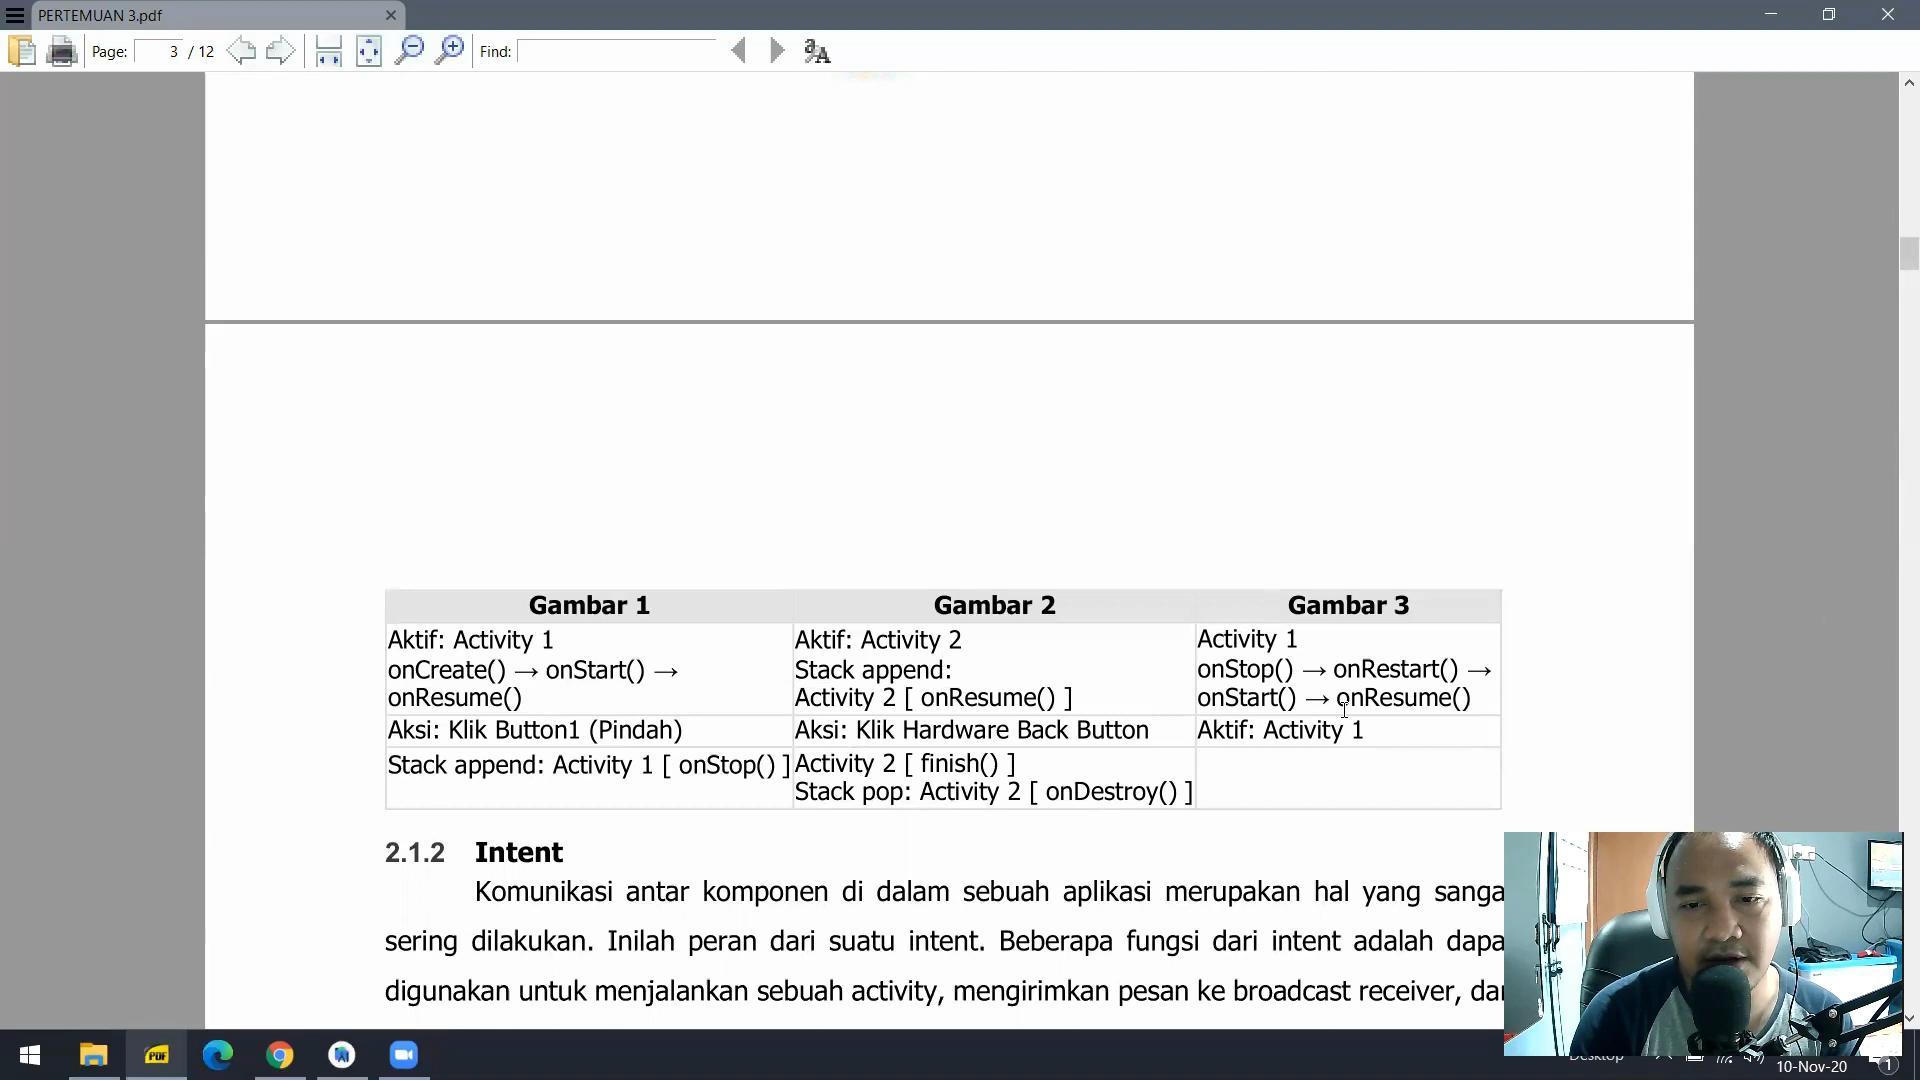 PERTEMUAN 3.pdf
Page: 3 / 12
Find:
Gambar 1
Gambar 2
Gambar 3
Aktif: Activity 1
onCreate() → onStart() →
onResume()
Aktif: Activity 2
Stack append:
Activity 2 [ onResume() ]
Activity 1
onStop() → onRestart() →
onStart() → onResume()
Aksi: Klik Button1 (Pindah)
Aksi: Klik Hardware Back Button
Aktif: Activity 1
Stack append: Activity 1 [ onStop() ]
Activity 2 [ finish() ]
Stack pop: Activity 2 [ onDestroy() ]
2.1.2 Intent
Komunikasi antar komponen di dalam sebuah aplikasi merupakan hal yang sanga
sering dilakukan. Inilah peran dari suatu intent. Beberapa fungsi dari intent adalah dapa
digunakan untuk menjalankan sebuah activity, mengirimkan pesan ke broadcast receiver, dan
PDF
Desktop
10-Nov-20
1